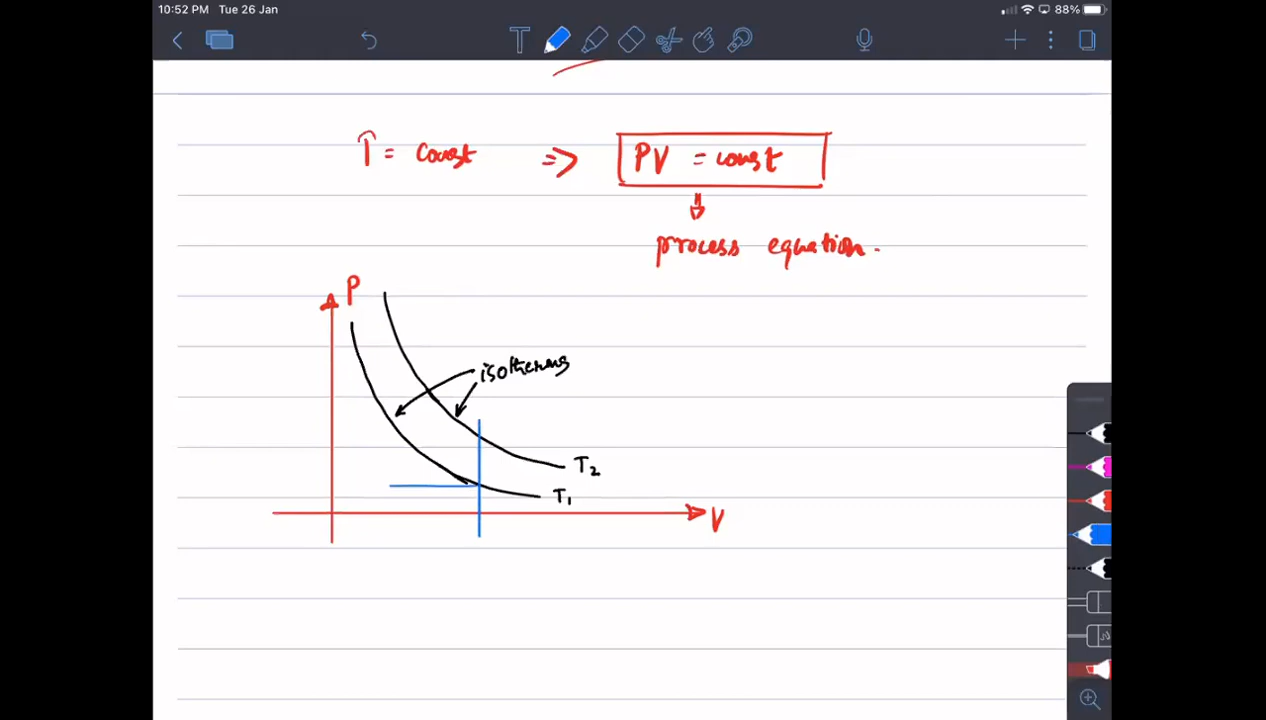 10:52 PM Tue 26 Jan 88%
T = const => PV = const
process equation.
P
isotherms
T₂
T₁
V